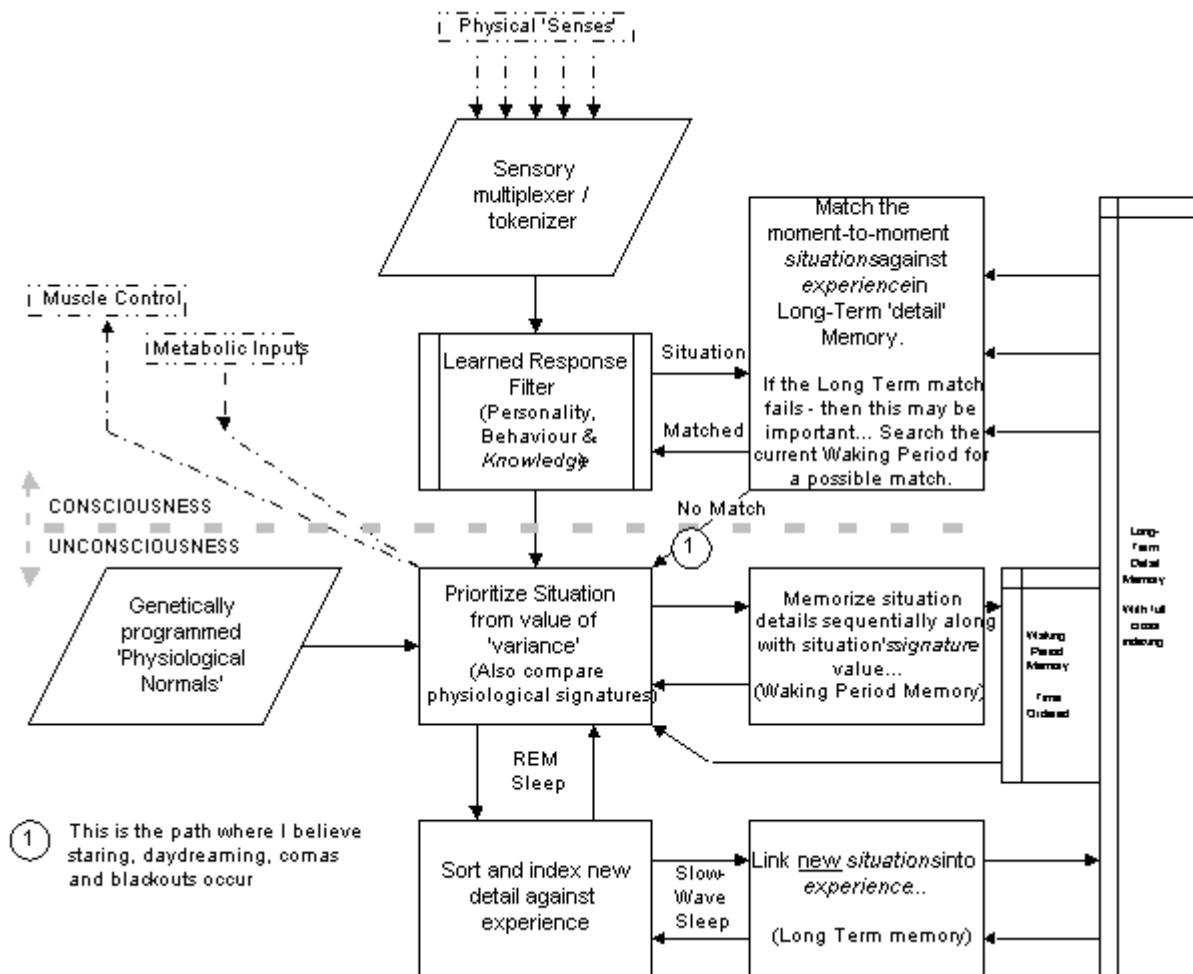 Physical 'Senses'
Sensory
multiplexer /
tokenizer
Match the
moment-to-moment
situationsagainst
experiencein
Long-Term 'detail'
Memory.
If the Long Term match
fails - then this may be
important... Search the
current Waking Period for
a possible match.
Muscle Control
Metabolic Inputs
Learned Response
Filter
(Personality,
Behaviour &
Knowledge)
Situation
Matched
No Match
CONSCIOUSNESS
UNCONSCIOUSNESS
1
Genetically
programmed
'Physiological
Normals'
Prioritize Situation
from value of
'variance'
(Also compare
physiological signatures)
Memorize situation
details sequentially along
with situation'ssignature
value...
(Waking Period Memory)
Waking
Period
Memory
Time
Ordered
Long-
Term
Detail
Memory
With full
cross
indexing
REM
Sleep
1
This is the path where I believe
staring, daydreaming, comas
and blackouts occur
Sort and index new
detail against
experience
Slow-
Wave
Sleep
Link new situationsinto
experience...
(Long Term memory)